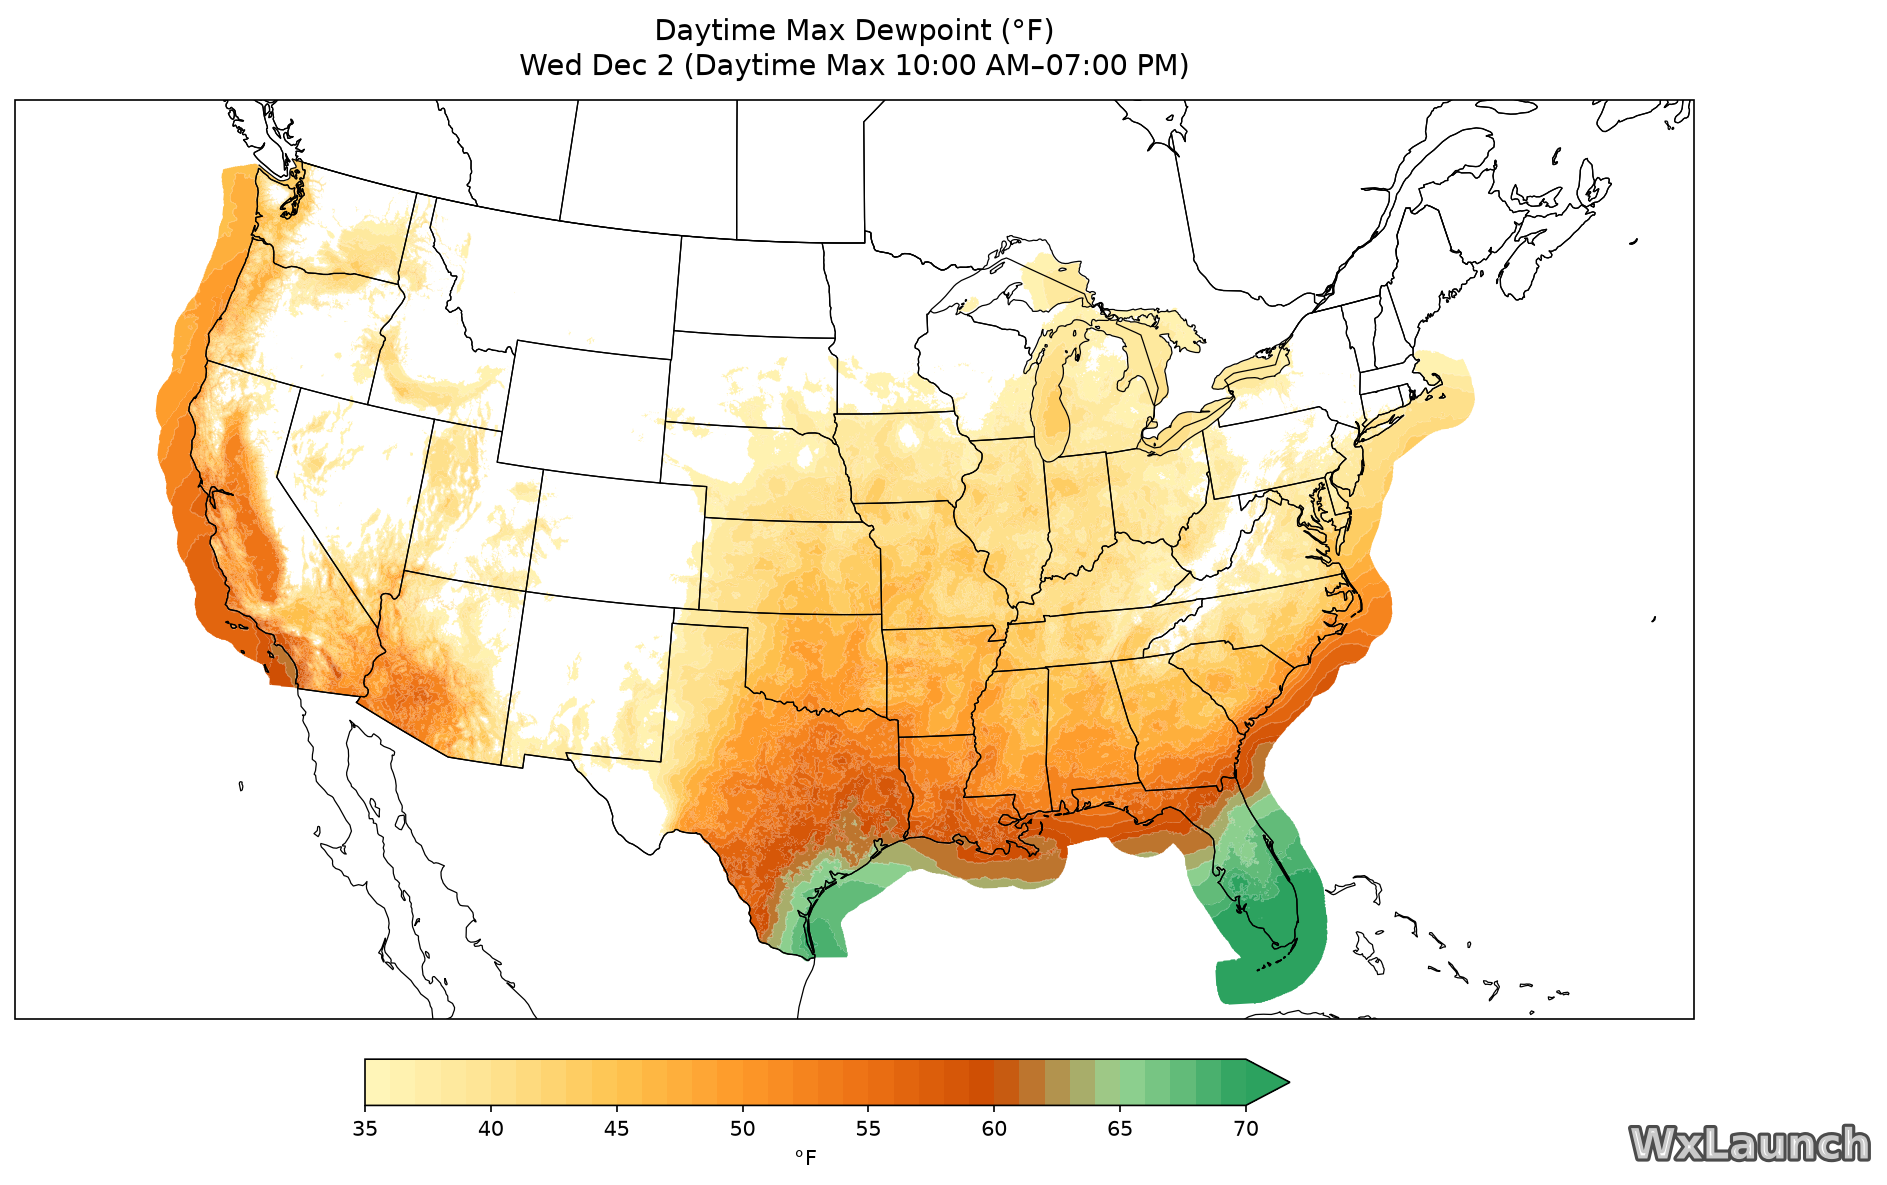 Daytime Max Dewpoint (°F)
Wed Dec 2 (Daytime Max 10:00 AM–07:00 PM)
35 40 45 50 55 60 65 70
°F
WxLaunch